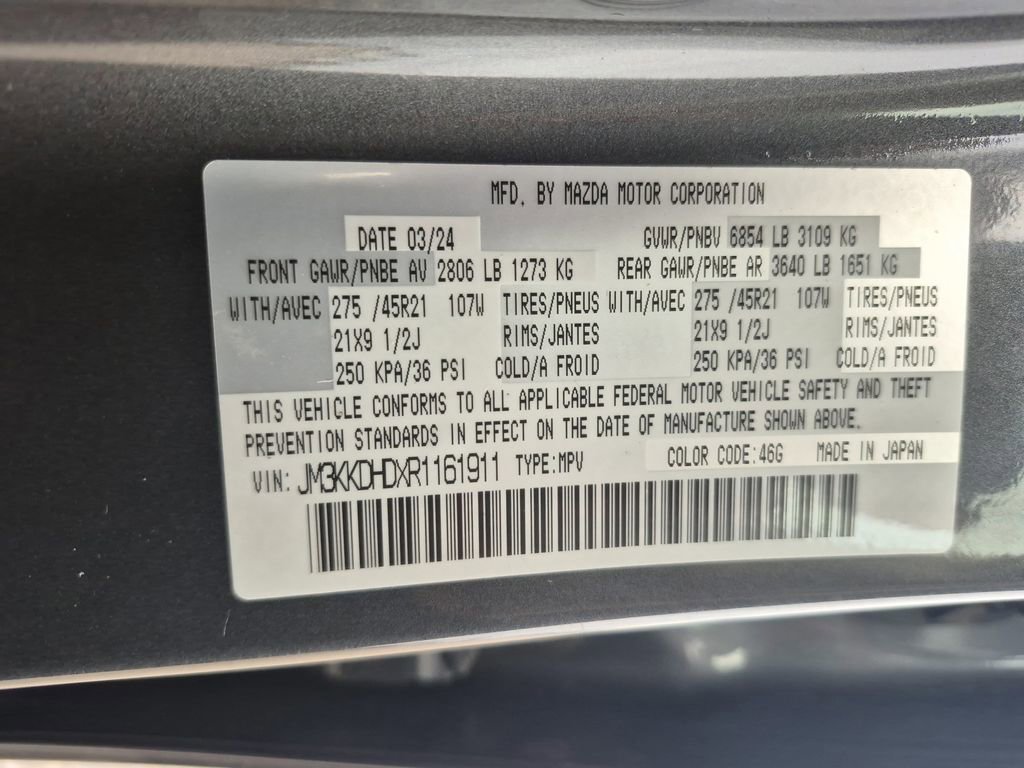 MFD. BY MAZDA MOTOR CORPORATION
DATE 03/24 GVWR/PNBV 6854 LB 3109 KG
FRONT GAWR/PNBE AV 2806 LB 1273 KG REAR GAWR/PNBE AR 3640 LB 1651 KG
WITH/AVEC 275 /45R21 107W TIRES/PNEUS WITH/AVEC 275 /45R21 107W TIRES/PNEUS
21X9 1/2J RIMS/JANTES 21X9 1/2J RIMS/JANTES
250 KPA/36 PSI COLD/A FROID 250 KPA/36 PSI COLD/A FROID
THIS VEHICLE CONFORMS TO ALL APPLICABLE FEDERAL MOTOR VEHICLE SAFETY AND THEFT
PREVENTION STANDARDS IN EFFECT ON THE DATE OF MANUFACTURE SHOWN ABOVE.
VIN: JM3KKDHDXR1161911 TYPE:MPV COLOR CODE:46G MADE IN JAPAN